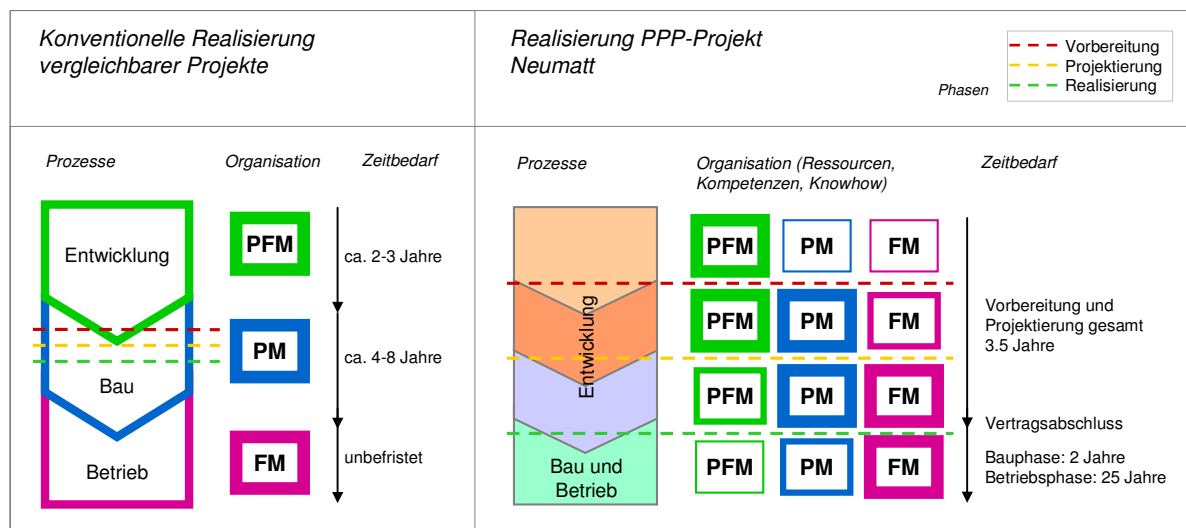 Konventionelle Realisierung
vergleichbarer Projekte
Realisierung PPP-Projekt
Neumatt
Phasen
Vorbereitung
Projektierung
Realisierung
Prozesse
Organisation
Zeitbedarf
Entwicklung
PFM
ca. 2-3 Jahre
PM
ca. 4-8 Jahre
Bau
FM
unbefristet
Betrieb
Prozesse
Organisation (Ressourcen,
Kompetenzen, Knowhow)
Zeitbedarf
Entwicklung
Bau und
Betrieb
PFM PM FM
PFM PM FM
PFM PM FM
PFM PM FM
Vorbereitung und
Projektierung gesamt
3.5 Jahre
Vertragsabschluss
Bauphase: 2 Jahre
Betriebsphase: 25 Jahre